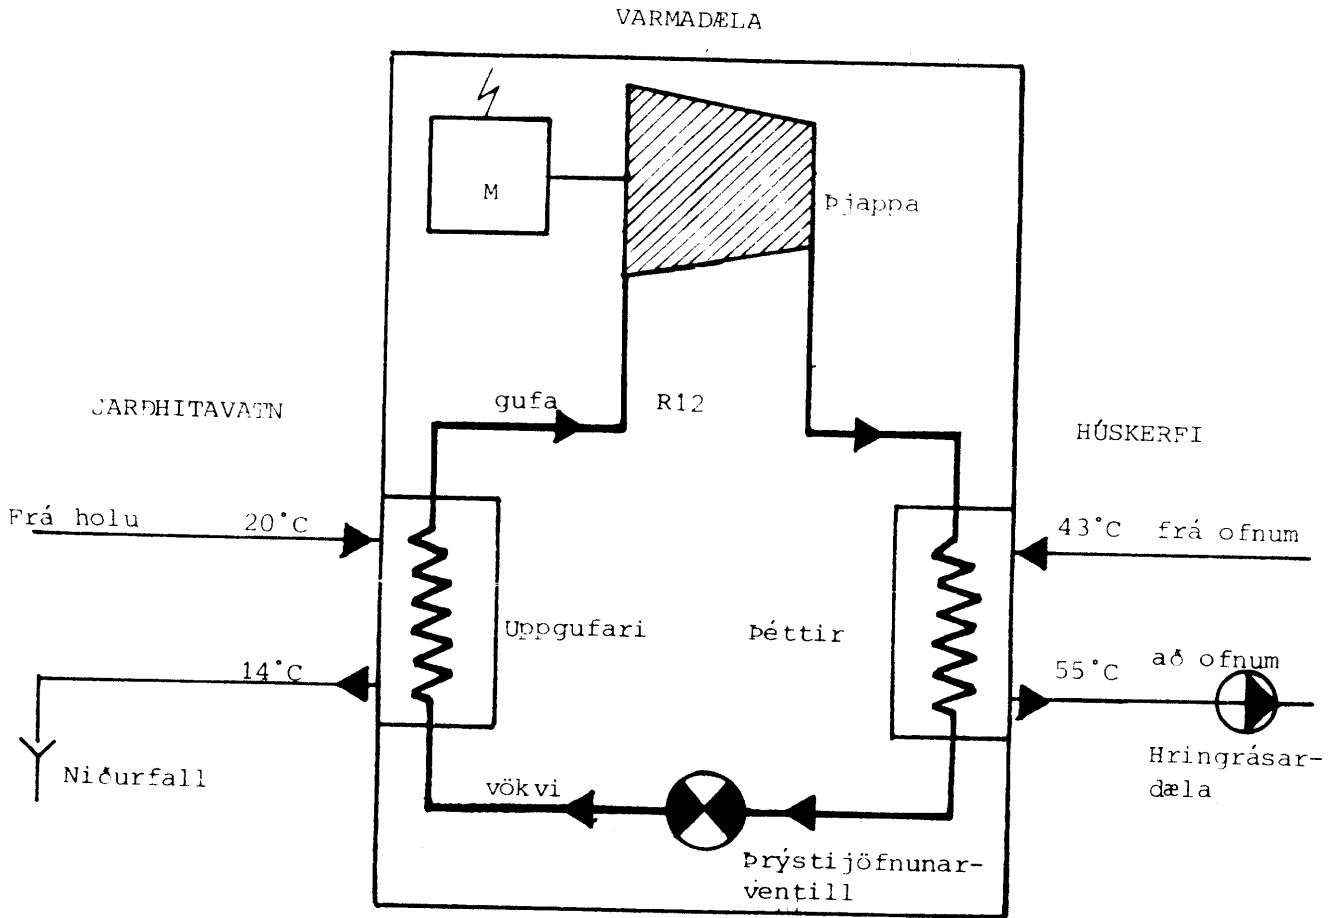 VARMADÆLA
M
Þjappa
gufa
R12
JARÐHITAVATN
HÚSKERFI
Frá holu 20°C
43°C frá ofnum
Uppgufari
Þéttir
14°C
55°C að ofnum
Niðurfall
vökvi
Hringrásar-
dæla
Þrýstijöfnunar-
ventill